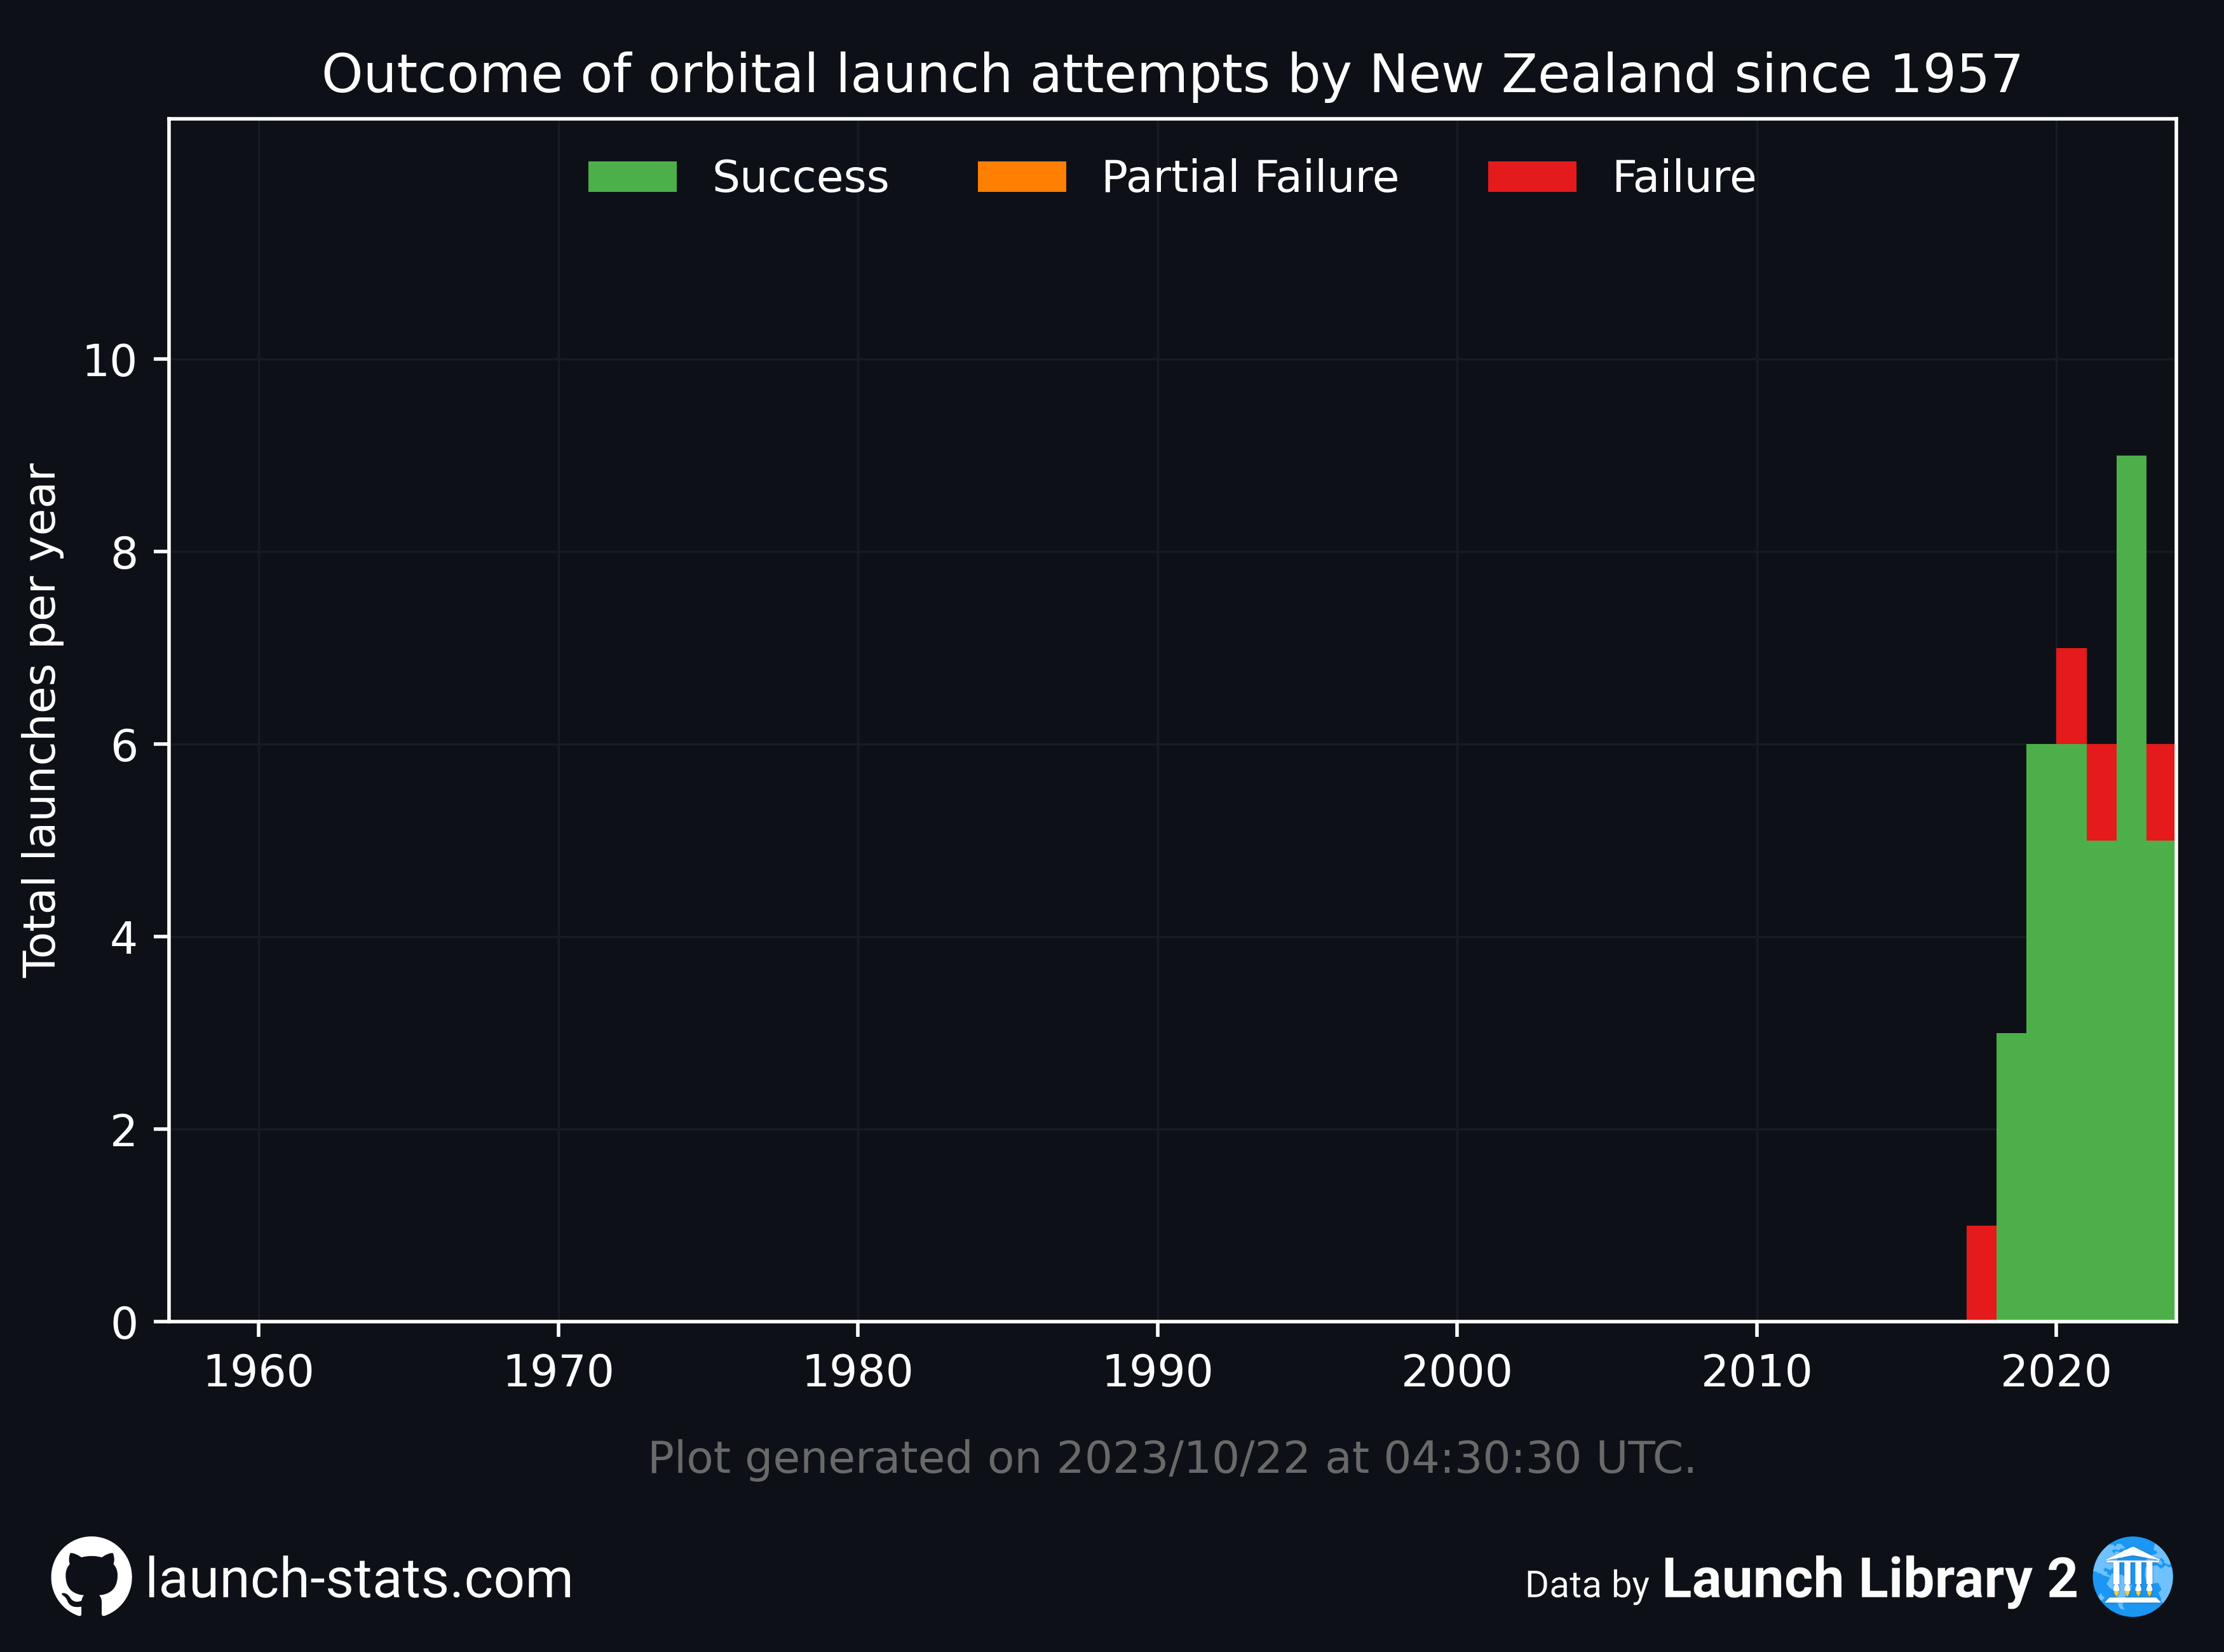 Outcome of orbital launch attempts by New Zealand since 1957
Success Partial Failure Failure
Total launches per year
10
8
6
4
2
0
1960 1970 1980 1990 2000 2010 2020
Plot generated on 2023/10/22 at 04:30:30 UTC.
launch-stats.com
Data by Launch Library 2